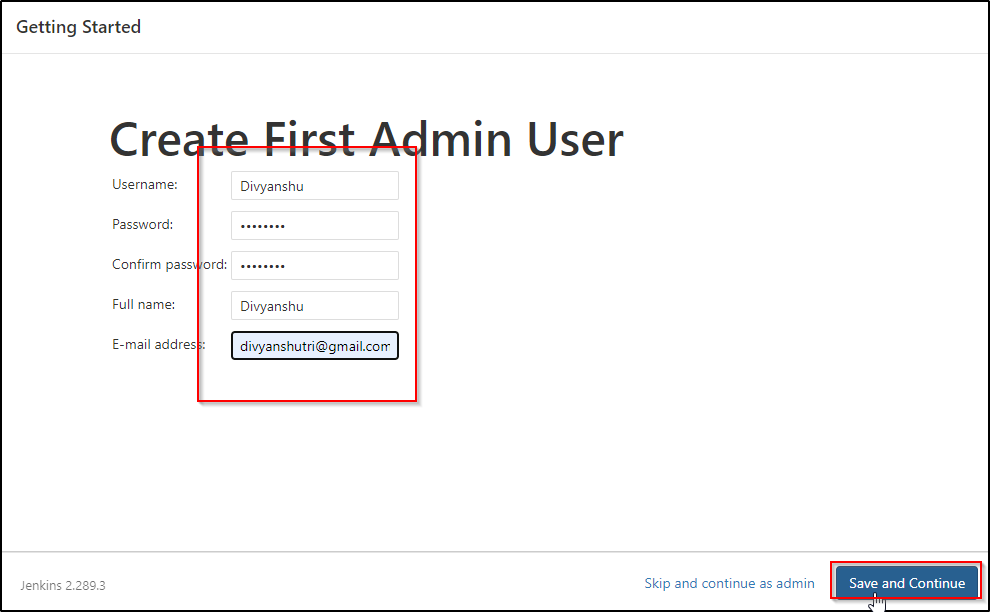 Getting Started
Create First Admin User
Username: Divyanshu
Password: ••••••••
Confirm password: ••••••••
Full name: Divyanshu
E-mail address: divyanshutri@gmail.com
Jenkins 2.289.3 Skip and continue as admin Save and Continue